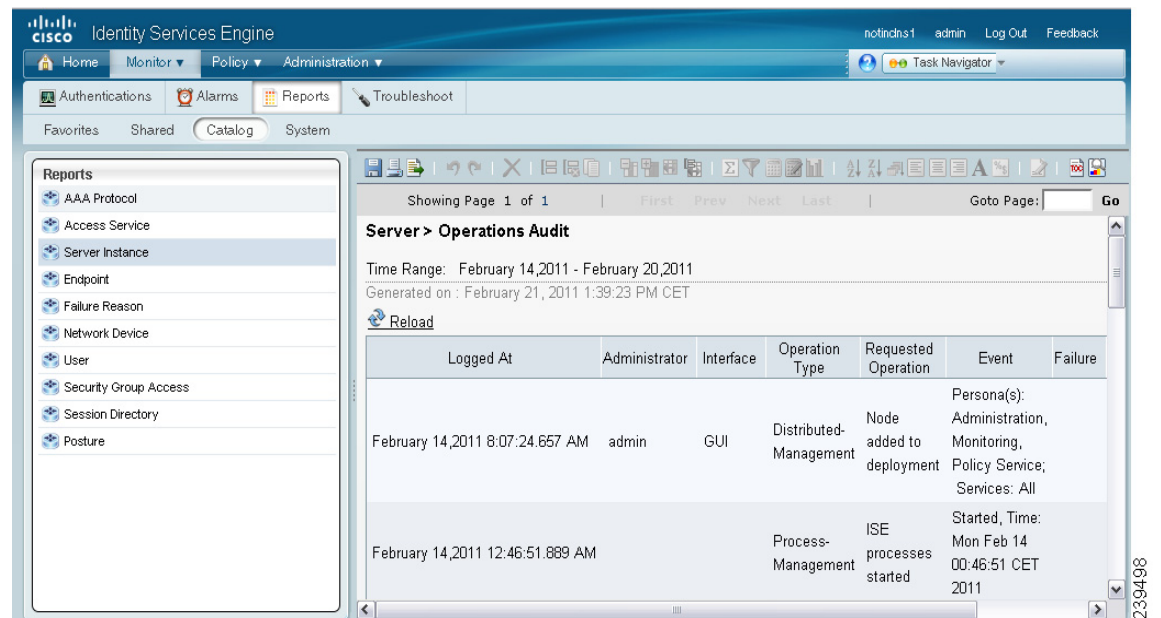 cisco Identity Services Engine
notindns1 admin Log Out Feedback
Home Monitor Policy Administration
Task Navigator
Authentications Alarms Reports Troubleshoot
Favorites Shared Catalog System
Reports
AAA Protocol
Access Service
Server Instance
Endpoint
Failure Reason
Network Device
User
Security Group Access
Session Directory
Posture
Showing Page 1 of 1 | First Prev Next Last | Goto Page: Go
Server > Operations Audit
Time Range: February 14,2011 - February 20,2011
Generated on : February 21, 2011 1:39:23 PM CET
Reload
Logged At Administrator Interface Operation Type Requested Operation Event Failure
February 14,2011 8:07:24.657 AM admin GUI Distributed-Management Node added to deployment Persona(s): Administration, Monitoring, Policy Service; Services: All
February 14,2011 12:46:51.889 AM Process-Management ISE processes started Started, Time: Mon Feb 14 00:46:51 CET 2011
239498